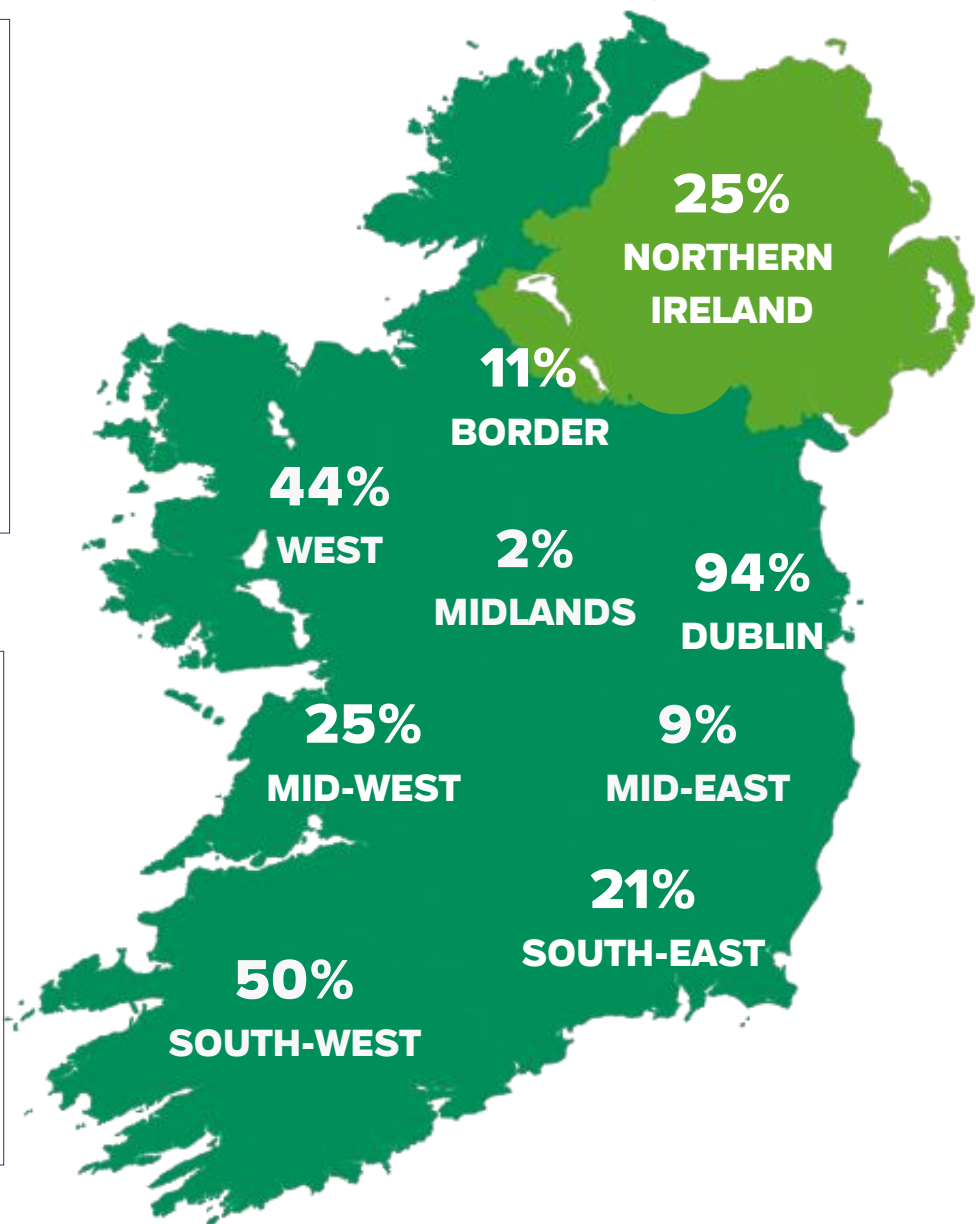 25%
NORTHERN
IRELAND
11%
BORDER
44%
WEST
2%
MIDLANDS
94%
DUBLIN
25%
MID-WEST
9%
MID-EAST
21%
SOUTH-EAST
50%
SOUTH-WEST